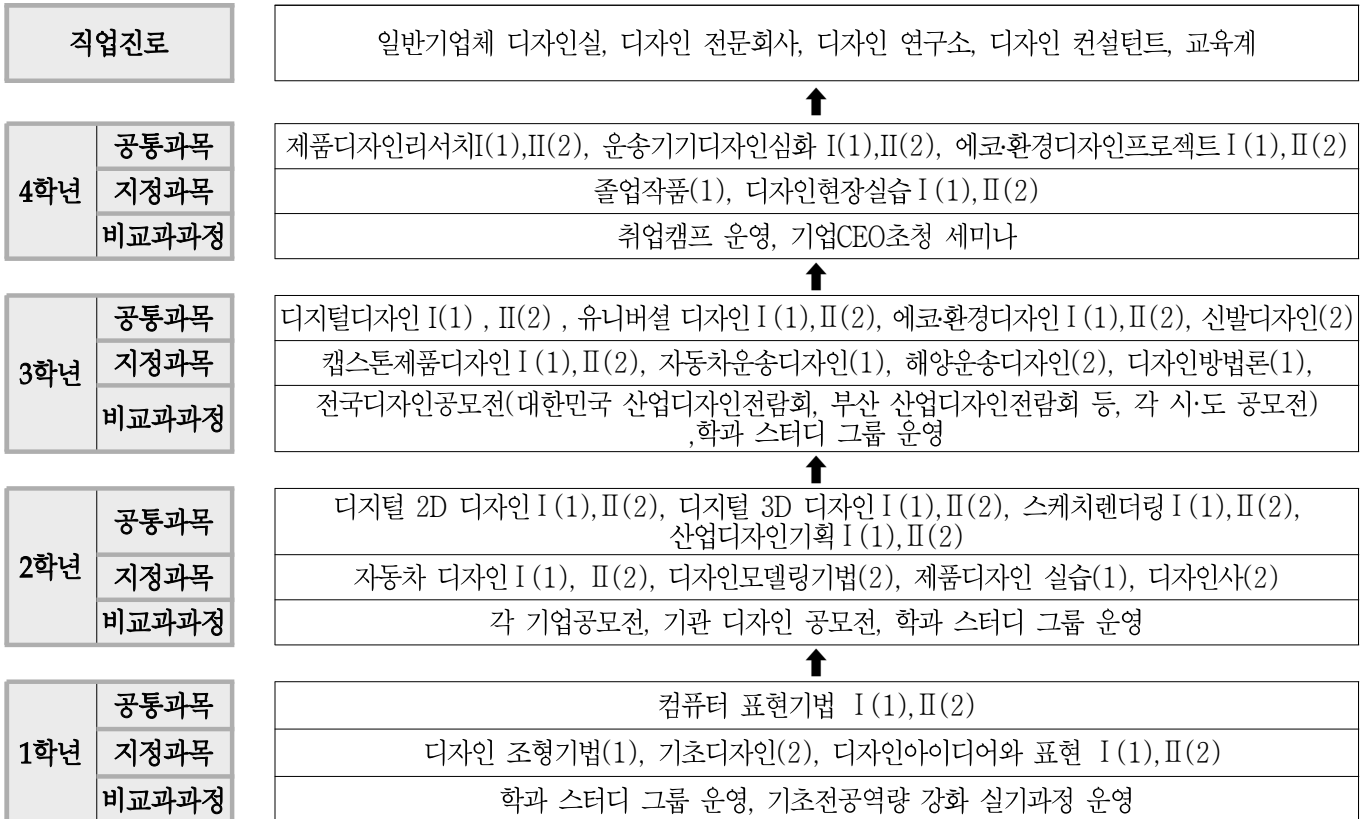 직업진로
일반기업체 디자인실, 디자인 전문회사, 디자인 연구소, 디자인 컨설턴트, 교육계
4학년
공통과목
제품디자인리서치I(1),II(2), 운송기기디자인심화 I(1),II(2), 에코·환경디자인프로젝트Ⅰ(1),Ⅱ(2)
지정과목
졸업작품(1), 디자인현장실습Ⅰ(1),Ⅱ(2)
비교과과정
취업캠프 운영, 기업CEO초청 세미나
3학년
공통과목
디지털디자인 I(1) , II(2) , 유니버셜 디자인Ⅰ(1),Ⅱ(2), 에코·환경디자인Ⅰ(1),Ⅱ(2), 신발디자인(2)
지정과목
캡스톤제품디자인Ⅰ(1),Ⅱ(2), 자동차운송디자인(1), 해양운송디자인(2), 디자인방법론(1),
비교과과정
전국디자인공모전(대한민국 산업디자인전람회, 부산 산업디자인전람회 등, 각 시·도 공모전)
,학과 스터디 그룹 운영
2학년
공통과목
디지털 2D 디자인Ⅰ(1),Ⅱ(2), 디지털 3D 디자인Ⅰ(1),Ⅱ(2), 스케치렌더링Ⅰ(1),Ⅱ(2),
산업디자인기획Ⅰ(1),Ⅱ(2)
지정과목
자동차 디자인Ⅰ(1), Ⅱ(2), 디자인모델링기법(2), 제품디자인 실습(1), 디자인사(2)
비교과과정
각 기업공모전, 기관 디자인 공모전, 학과 스터디 그룹 운영
1학년
공통과목
컴퓨터 표현기법 Ⅰ(1),Ⅱ(2)
지정과목
디자인 조형기법(1), 기초디자인(2), 디자인아이디어와 표현 Ⅰ(1),Ⅱ(2)
비교과과정
학과 스터디 그룹 운영, 기초전공역량 강화 실기과정 운영